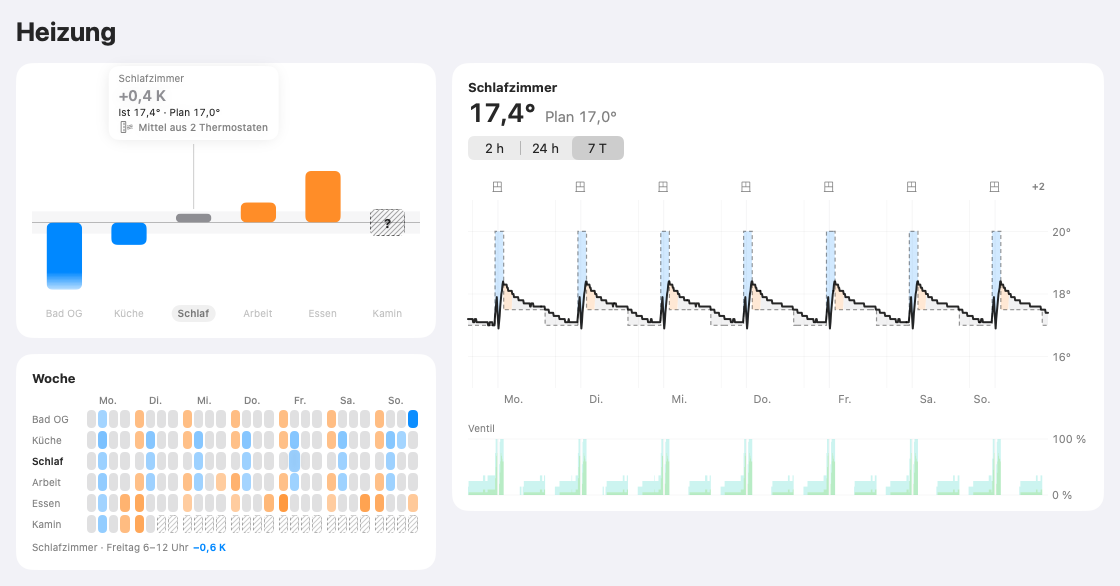 Heizung
Schlafzimmer
+0,4 K
Ist 17,4° · Plan 17,0°
Mittel aus 2 Thermostaten
?
Bad OG Küche Schlaf Arbeit Essen Kamin
Woche
Mo. Di. Mi. Do. Fr. Sa. So.
Bad OG
Küche
Schlaf
Arbeit
Essen
Kamin
Schlafzimmer · Freitag 6–12 Uhr −0,6 K
Schlafzimmer
17,4° Plan 17,0°
2 h 24 h 7 T
+2
20°
18°
16°
Mo. Di. Mi. Do. Fr. Sa. So.
Ventil
100 %
0 %